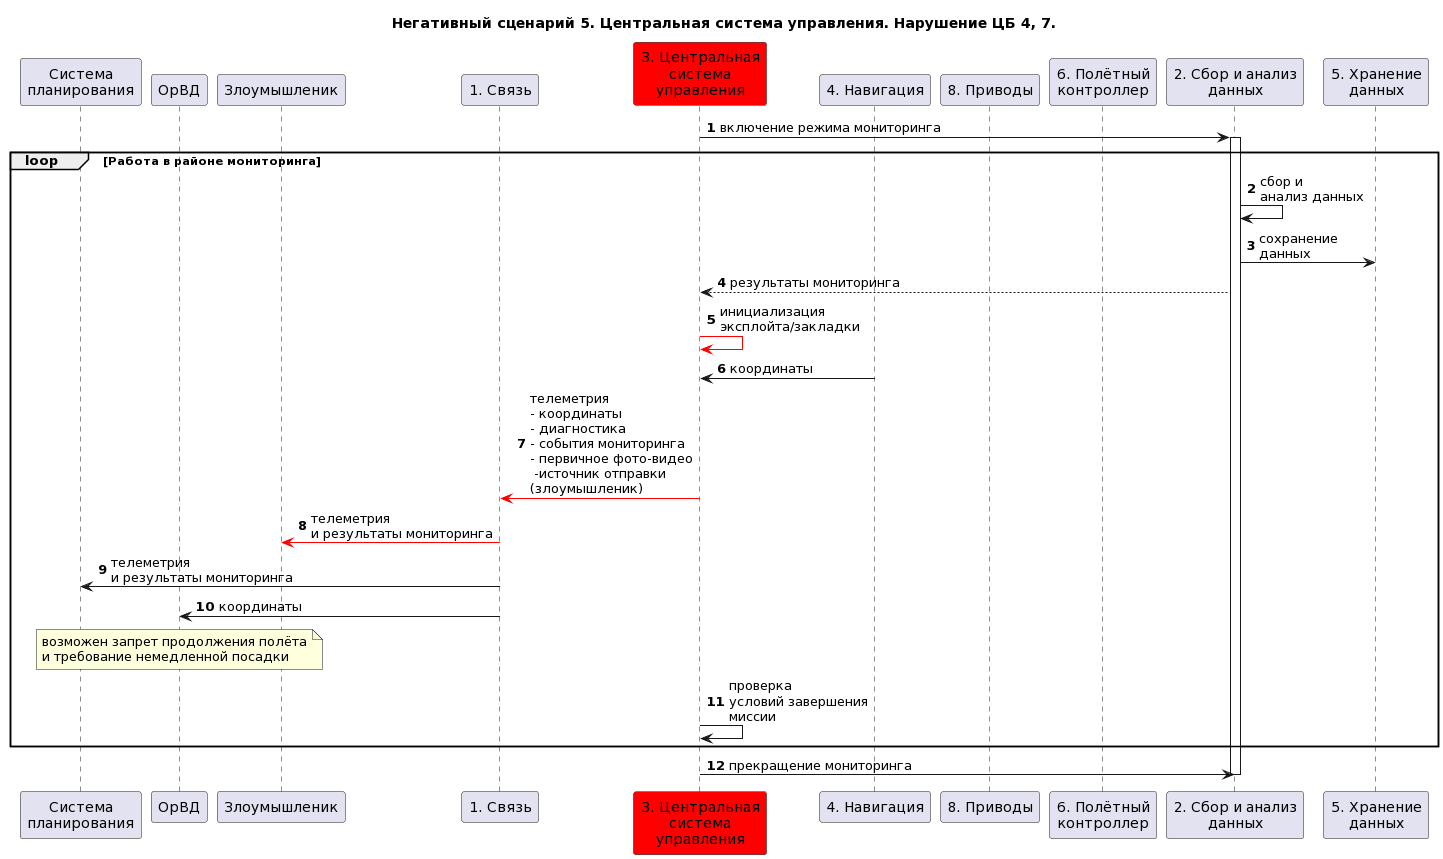 Негативный сценарий 5. Центральная система управления. Нарушение ЦБ 4, 7.
Система
планирования
ОрВД
Злоумышленик
1. Связь
3. Центральная
система
управления
4. Навигация
8. Приводы
6. Полётный
контроллер
2. Сбор и анализ
данных
5. Хранение
данных
1 включение режима мониторинга
loop [Работа в районе мониторинга]
2 сбор и
анализ данных
3 сохранение
данных
4 результаты мониторинга
5 инициализация
эксплойта/закладки
6 координаты
7 телеметрия
- координаты
- диагностика
- события мониторинга
- первичное фото-видео
-источник отправки
(злоумышленик)
8 телеметрия
и результаты мониторинга
9 телеметрия
и результаты мониторинга
10 координаты
возможен запрет продолжения полёта
и требование немедленной посадки
11 проверка
условий завершения
миссии
12 прекращение мониторинга
Система
планирования
ОрВД
Злоумышленик
1. Связь
3. Центральная
система
управления
4. Навигация
8. Приводы
6. Полётный
контроллер
2. Сбор и анализ
данных
5. Хранение
данных